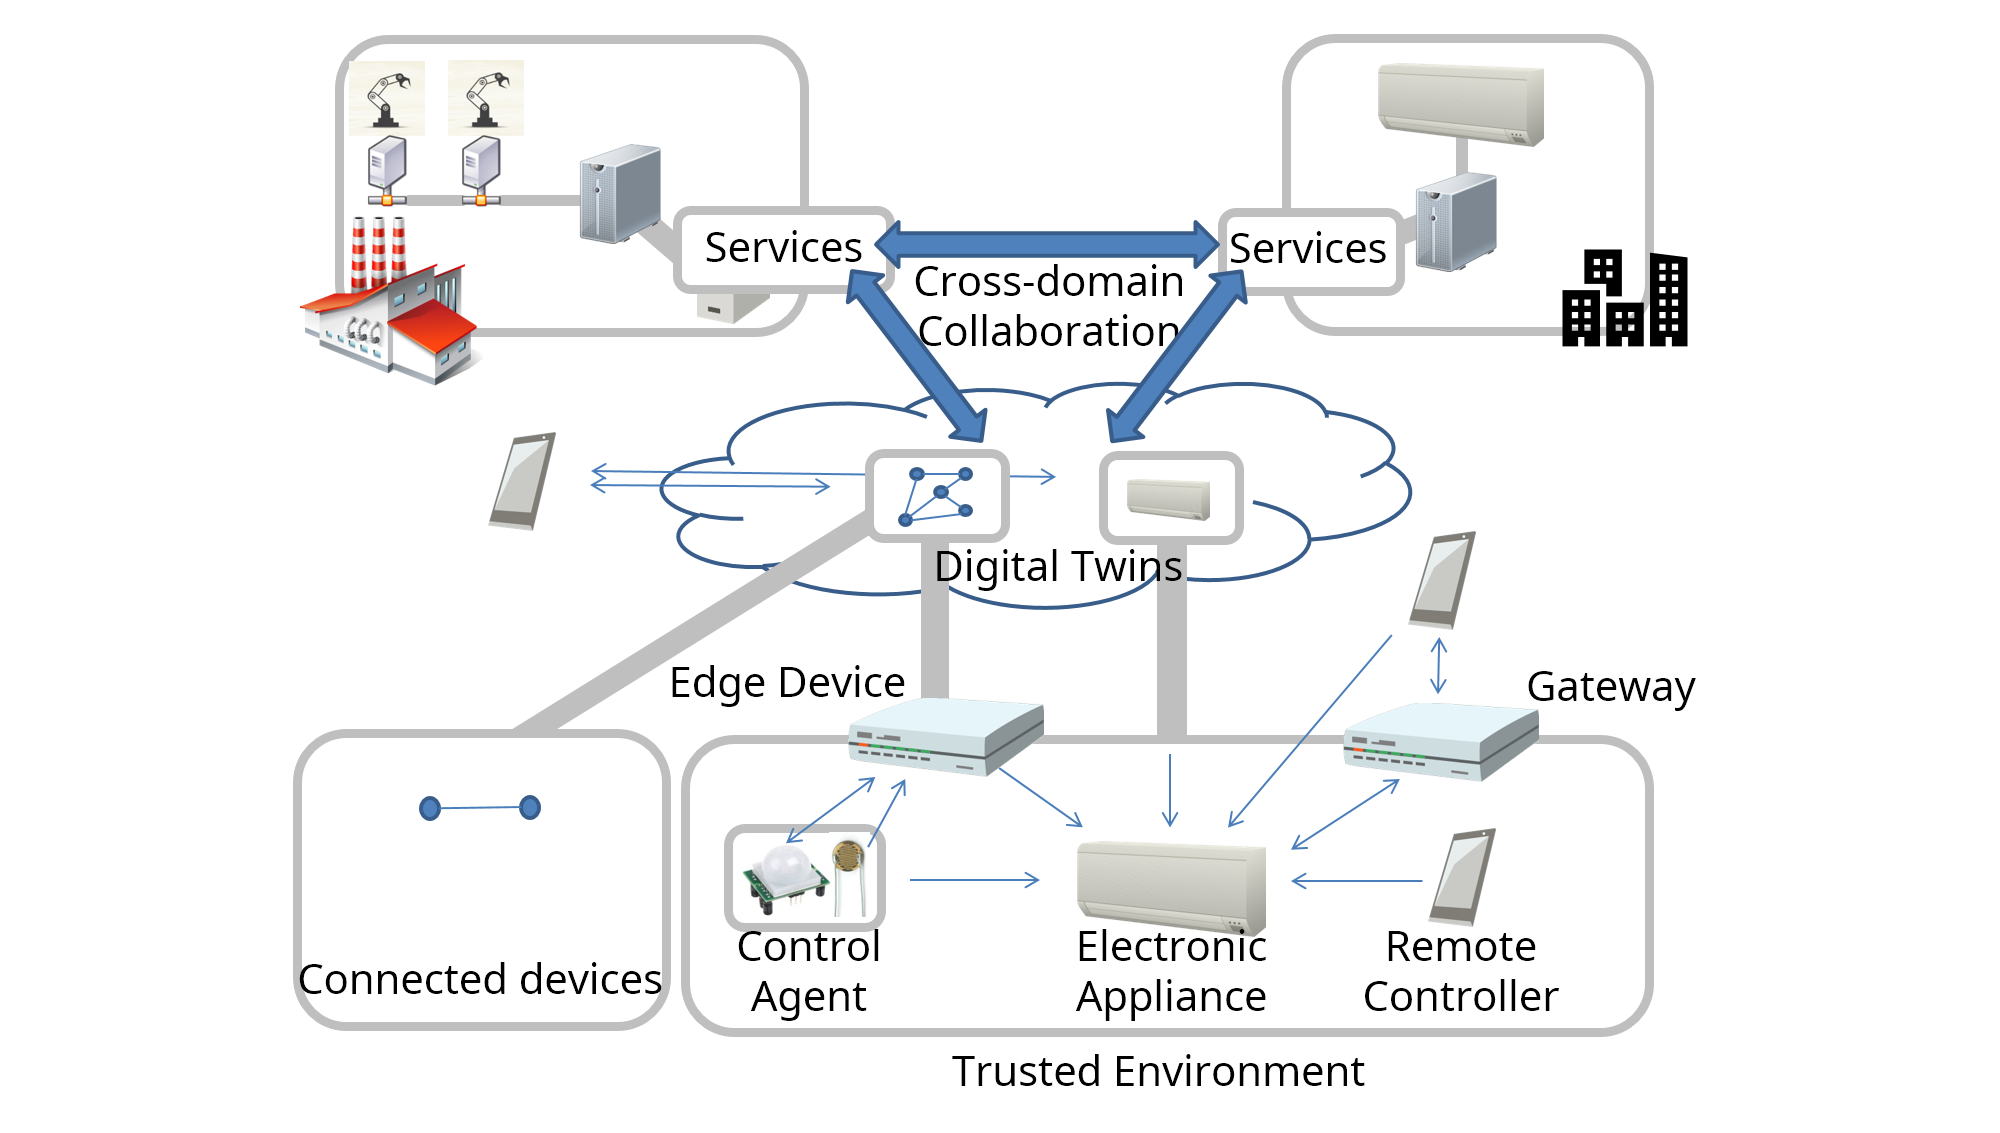 Services
Services
Cross-domain
Collaboration
Digital Twins
Edge Device
Gateway
Connected devices
Control
Agent
Electronic
Appliance
Remote
Controller
Trusted Environment